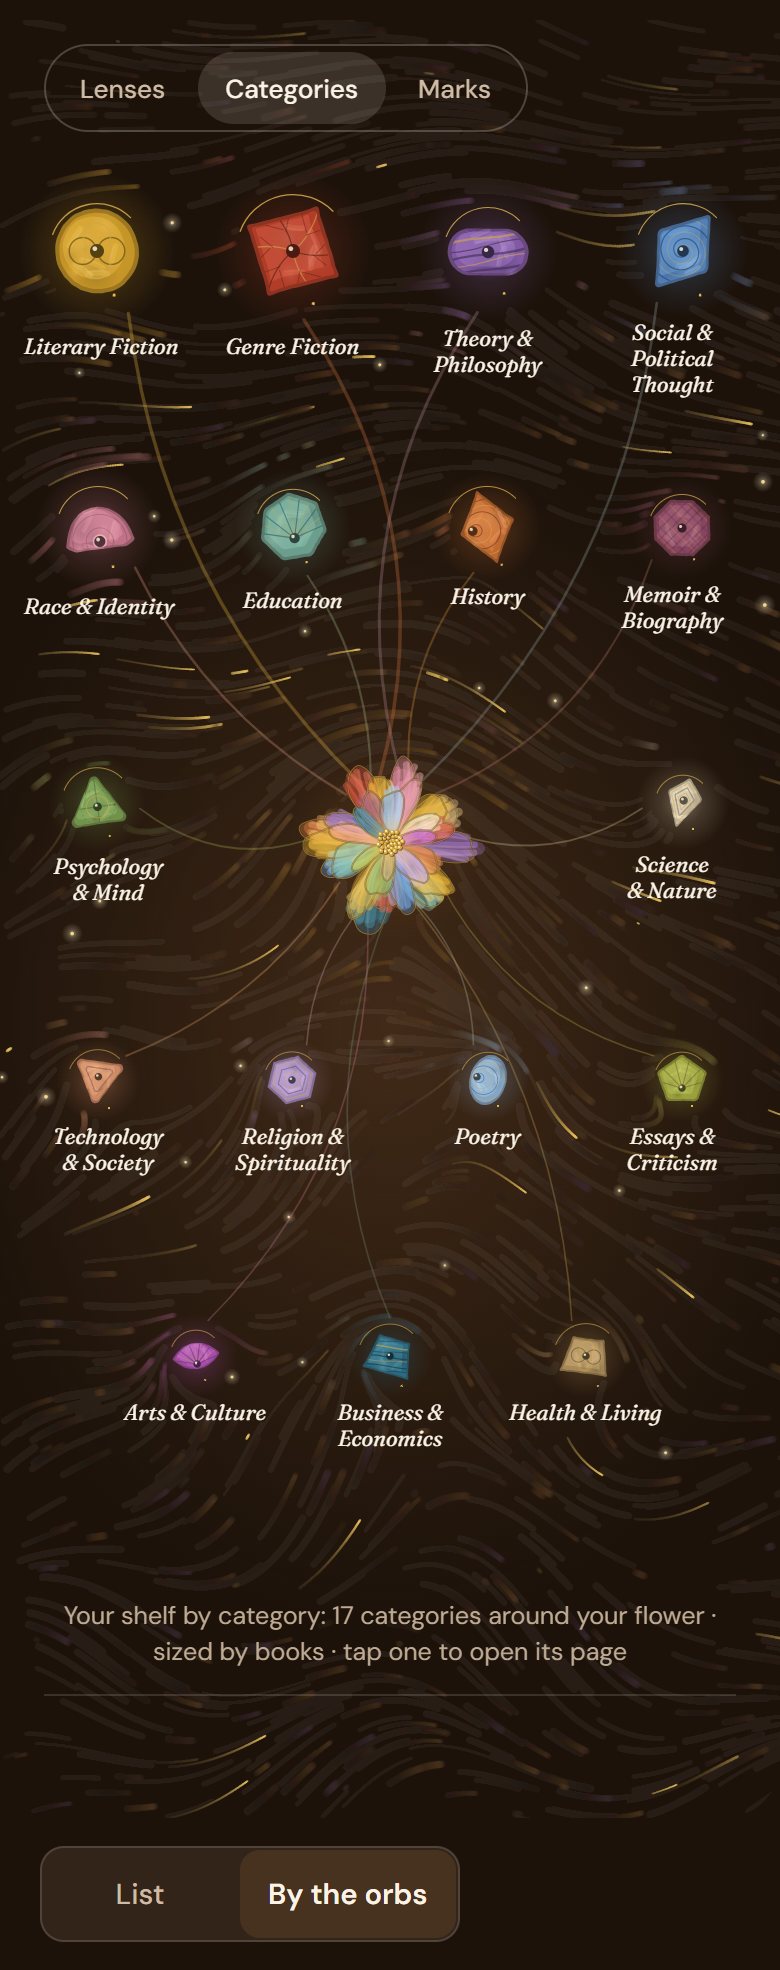 Lenses Categories Marks
Literary Fiction
Genre Fiction
Theory &
Philosophy
Social &
Political
Thought
Race & Identity
Education
History
Memoir &
Biography
Psychology
& Mind
Science
& Nature
Technology
& Society
Religion &
Spirituality
Poetry
Essays &
Criticism
Arts & Culture
Business &
Economics
Health & Living
Your shelf by category: 17 categories around your flower ·
sized by books · tap one to open its page
List By the orbs